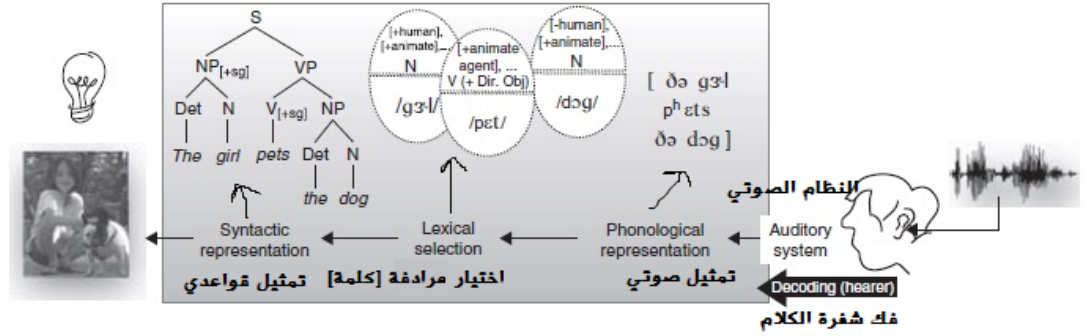 S
NP[+sg] VP
Det N V[+sg] NP
The girl pets Det N
the dog
[+human],
[+animate],...
N
/gɝl/
[+animate
agent], ...
V (+ Dir. Obj)
/pɛt/
[-human],
[+animate],...
N
/dɔg/
[ ðə gɝl
pʰɛts
ðə dɔg ]
النظام الصوتي
Auditory
system
Phonological
representation
تمثيل صوتي
Lexical
selection
اختيار مرادفة [كلمة]
Syntactic
representation
تمثيل قواعدي
Decoding (hearer)
فك شفرة الكلام